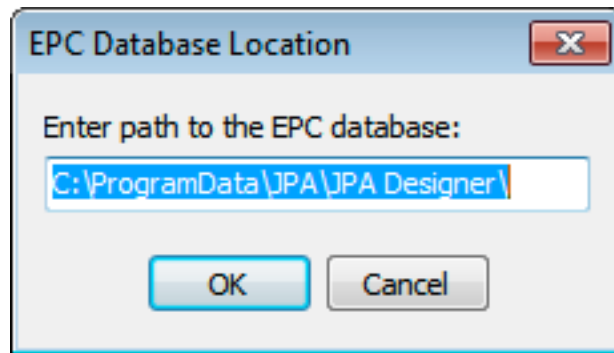 EPC Database Location
Enter path to the EPC database:
C:\ProgramData\JPA\JPA Designer\
OK
Cancel